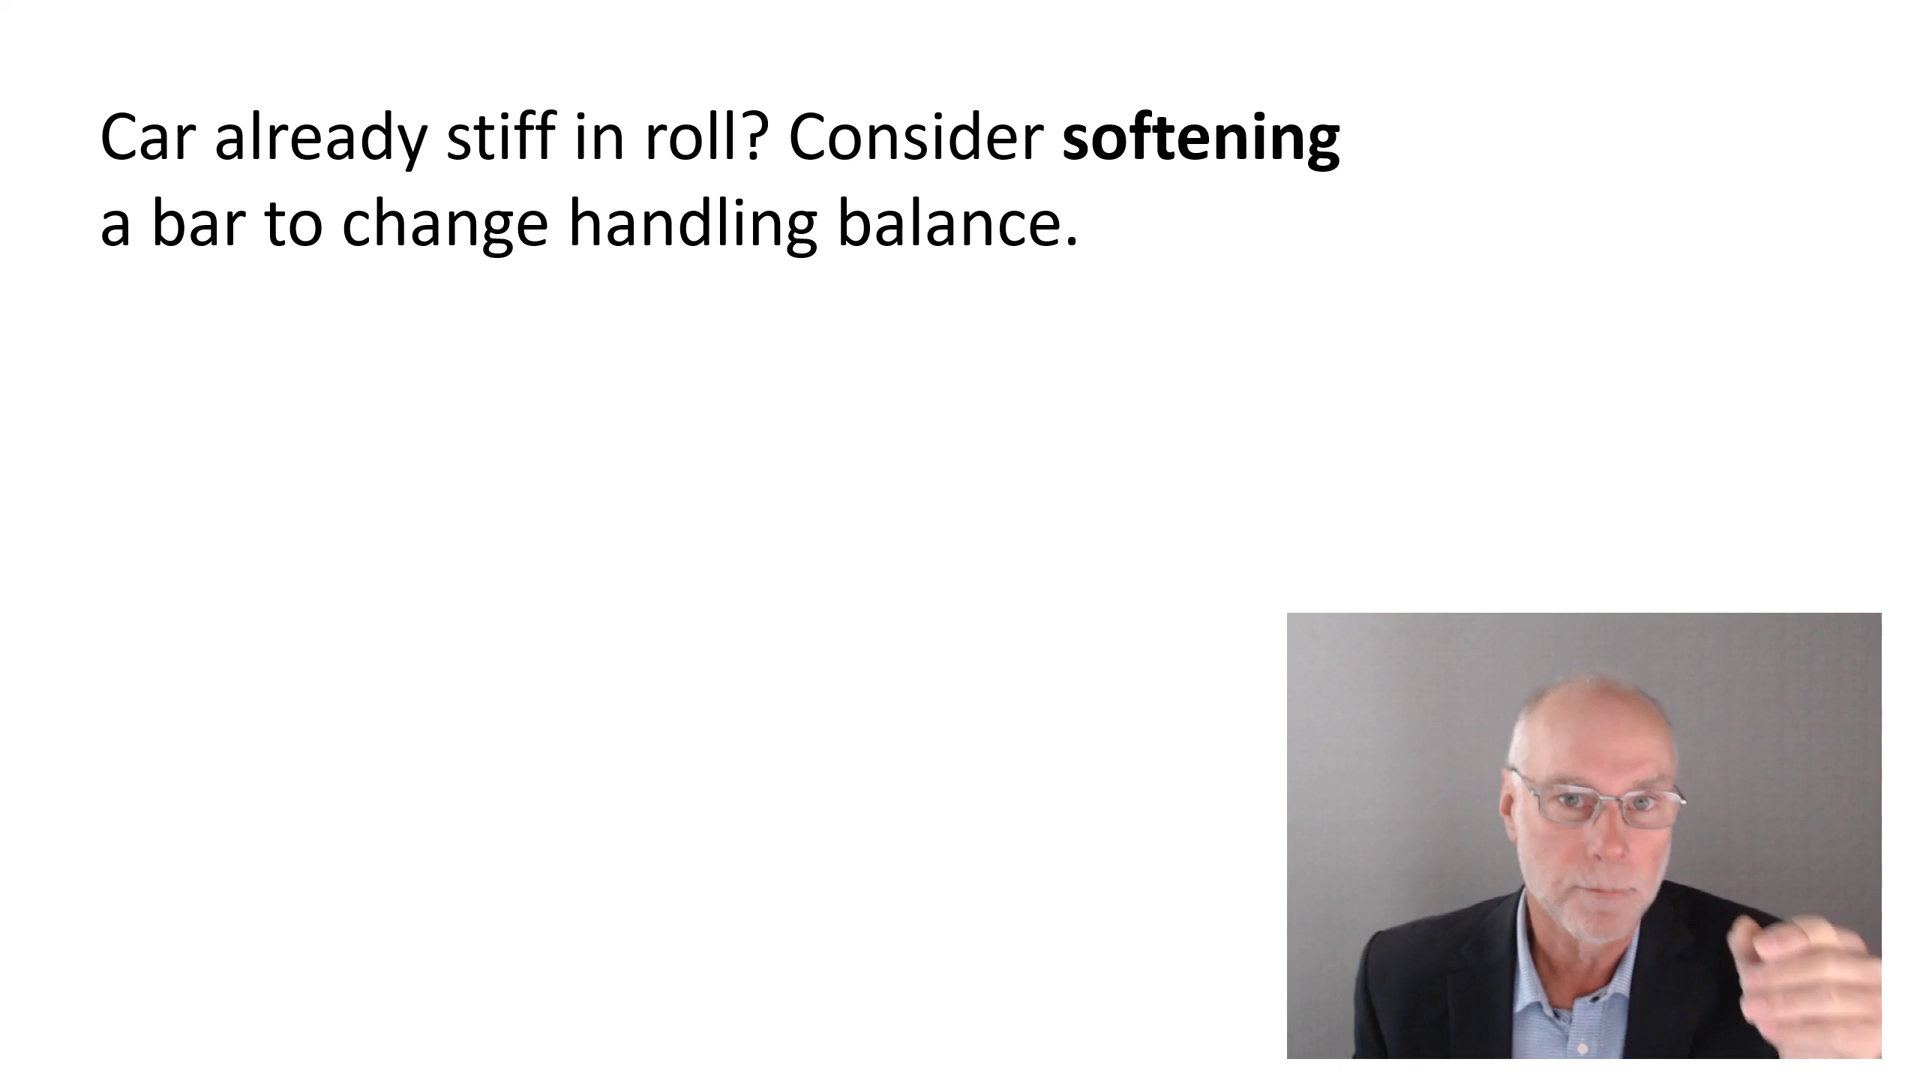 Car already stiff in roll? Consider softening
a bar to change handling balance.